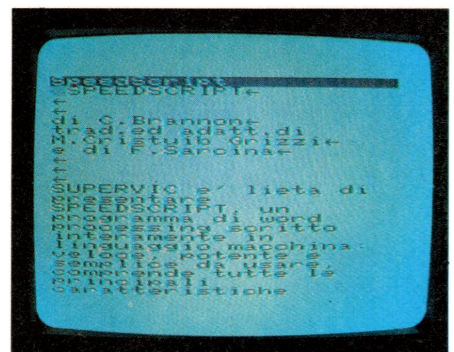 SpeedScript
SPEEDSCRIPT←
←
←
di C.Brannon←
trad.ed adatt.di
M.Cristuib Grizzi←
e di F.Sarcina←
←
←
SUPERVIC e' lieta di
presentare
SPEEDSCRIPT, un
programma di word
processing scritto
interamente in
linguaggio macchina:
veloce, potente e
semplice da usare,
comprende tutte le
principali
caratteristiche